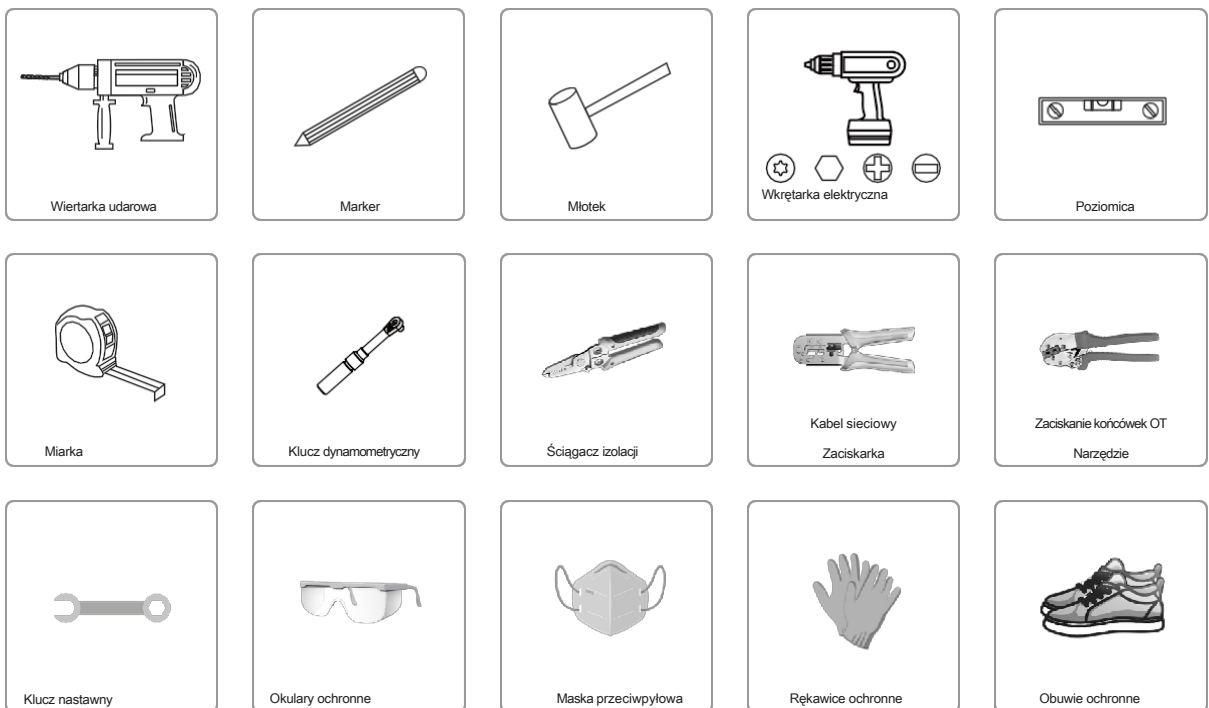 Wiertarka udarowa
Marker
Młotek
Wkrętarka elektryczna
Poziomica
Miarka
Klucz dynamometryczny
Ściągacz izolacji
Kabel sieciowy
Zaciskarka
Zaciskanie końcówek OT
Narzędzie
Klucz nastawny
Okulary ochronne
Maska przeciwpyłowa
Rękawice ochronne
Obuwie ochronne